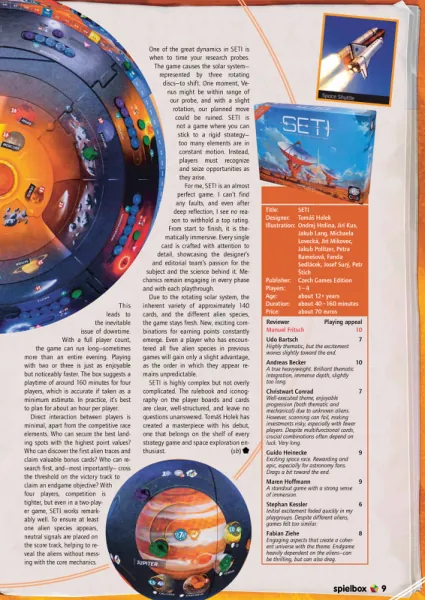 One of the great dynamics in SETI is
when to time your research probes.
The game causes the solar system–
represented by three rotating
discs—to shift. One moment, Ve-
nus might be within range of
our probe, and with a slight
rotation, our planned move
could be ruined. SETI is
not a game where you can
stick to a rigid strategy—
too many elements are in
constant motion. Instead,
players must recognize
and seize opportunities as
they arise.
For me, SETI is an almost
perfect game. I can't find
any faults, and even after
deep reflection, I see no rea-
son to withhold a top rating.
From start to finish, it is the-
matically immersive. Every single
card is crafted with attention to
detail, showcasing the designer's
and editorial team's passion for the
subject and the science behind it. Me-
chanics remain engaging in every phase
and with each playthrough.
Due to the rotating solar system, the
inherent variety of approximately 140
cards, and the different alien species,
the game stays fresh. New, exciting com-
binations for earning points constantly
emerge. Even a player who has encoun-
tered all five alien species in previous
games will gain only a slight advantage,
as the order in which they appear re-
mains unpredictable.
SETI is highly complex but not overly
complicated. The rulebook and iconog-
raphy on the player boards and cards
are clear, well-structured, and leave no
questions unanswered. Tomáš Holek has
created a masterpiece with his debut,
one that belongs on the shelf of every
strategy game and space exploration en-
thusiast. (sb)
This
leads to
the inevitable
issue of downtime.
With a full player count,
the game can run long–sometimes
more than an entire evening. Playing
with two or three is just as enjoyable
but noticeably faster. The box suggests a
playtime of around 160 minutes for four
players, which is accurate if taken as a
minimum estimate. In practice, it's best
to plan for about an hour per player.
Direct interaction between players is
minimal, apart from the competitive race
elements. Who can secure the best land-
ing spots with the highest point values?
Who can discover the first alien traces and
claim valuable bonus cards? Who can re-
search first, and–most importantly– cross
the threshold on the victory track to
claim an endgame objective? With
four players, competition is
tighter, but even in a two-play-
er game, SETI works remark-
ably well. To ensure at least
one alien species appears,
neutral signals are placed on
the score track, helping to re-
veal the aliens without mess-
ing with the core mechanics.
JUPITER
Space Shuttle
SETI
Title: SETI
Designer: Tomáš Holek
Illustration: Ondrej Hrdina, Jiri Kus,
Jakub Lang, Michaela
Lovecká, Jiri Mikovec,
Jakub Politzer, Petra
Ramešová, Fanda
Sedláček, Josef Surý, Petr
Štich
Publisher: Czech Games Edition
Players: 1–4
Age: about 12+ years
Duration: about 40–160 minutes
Price: about 70 euros
Reviewer Playing appeal
Manuel Fritsch 10
Udo Bartsch 7
Highly thematic, but the excitement
wanes slightly toward the end.
Andreas Becker 10
A true heavyweight. Brilliant thematic
integration, immense depth, slightly
too long.
Christwart Conrad 7
Well-executed theme, enjoyable
progression (both thematic and
mechanical) due to unknown aliens.
However, scanning can fail, making
investments risky, especially with fewer
players. Despite multifunctional cards,
crucial combinations often depend on
luck. Very long.
Guido Heinecke 9
Exciting space race. Rewarding and
epic, especially for astronomy fans.
Drags a bit toward the end.
Maren Hoffmann 9
A standout game with a strong sense
of immersion.
Stephan Kessler 6
Initial excitement faded quickly in my
playgroups. Despite different aliens,
games felt too similar.
Fabian Ziehe 8
Engaging aspects that create a coher
ent universe with the theme. Endgame
heavily dependent on the aliens—can
be thrilling, but can also drag.
spielbox 9